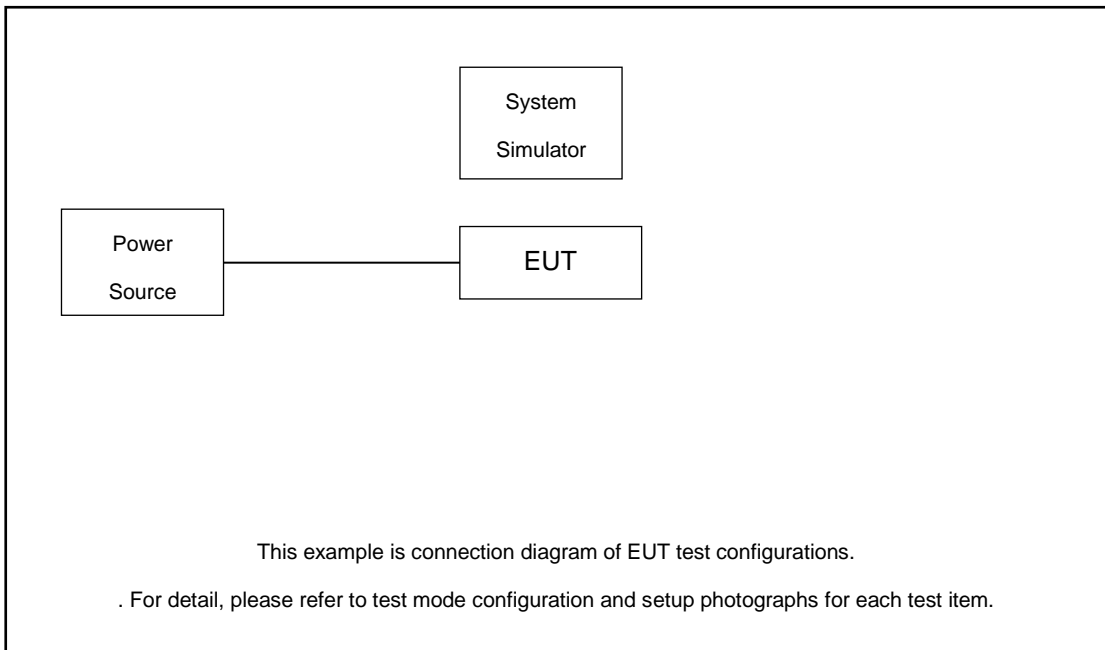 System
Simulator
Power
Source
EUT
This example is connection diagram of EUT test configurations.
. For detail, please refer to test mode configuration and setup photographs for each test item.